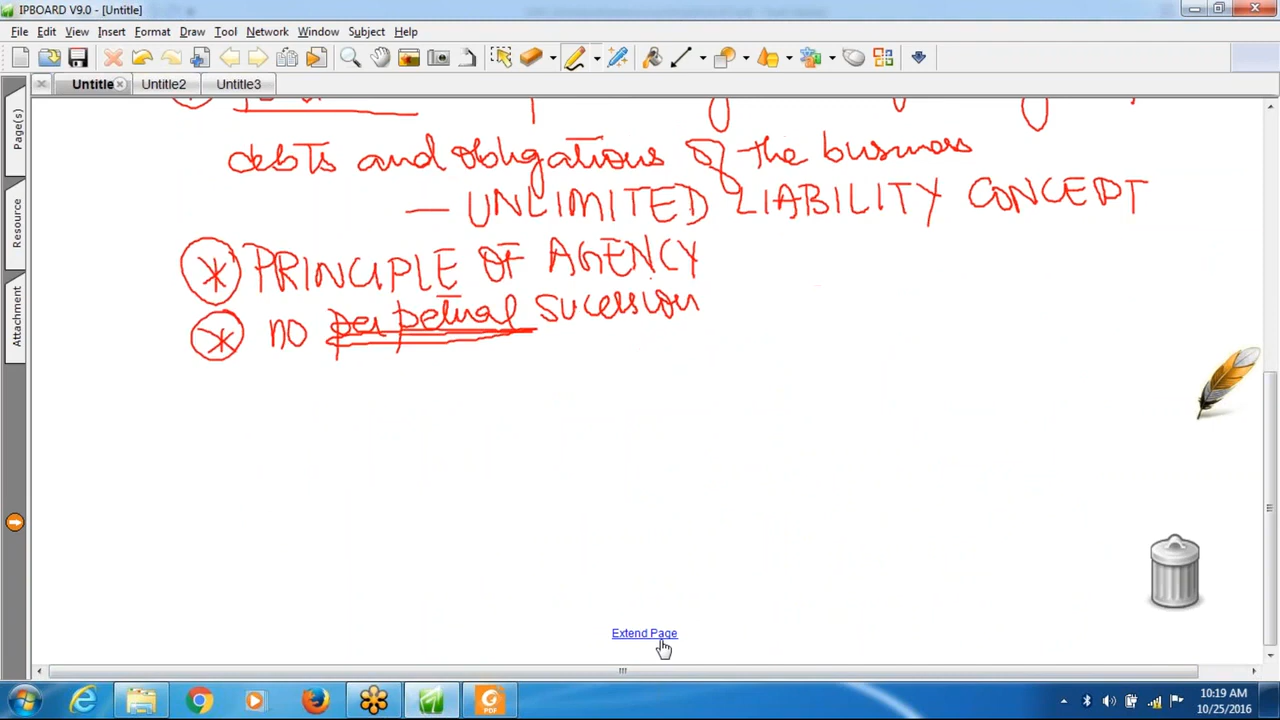 IPBOARD V9.0 - [Untitle]
File Edit View Insert Format Draw Tool Network Window Subject Help
Untitle Untitle2 Untitle3
Page(s)
Resource
Attachment
debts and obligations of the business
— UNLIMITED LIABILITY CONCEPT
* PRINCIPLE OF AGENCY
* no perpetual sucession
Extend Page
PDF
10:19 AM
10/25/2016